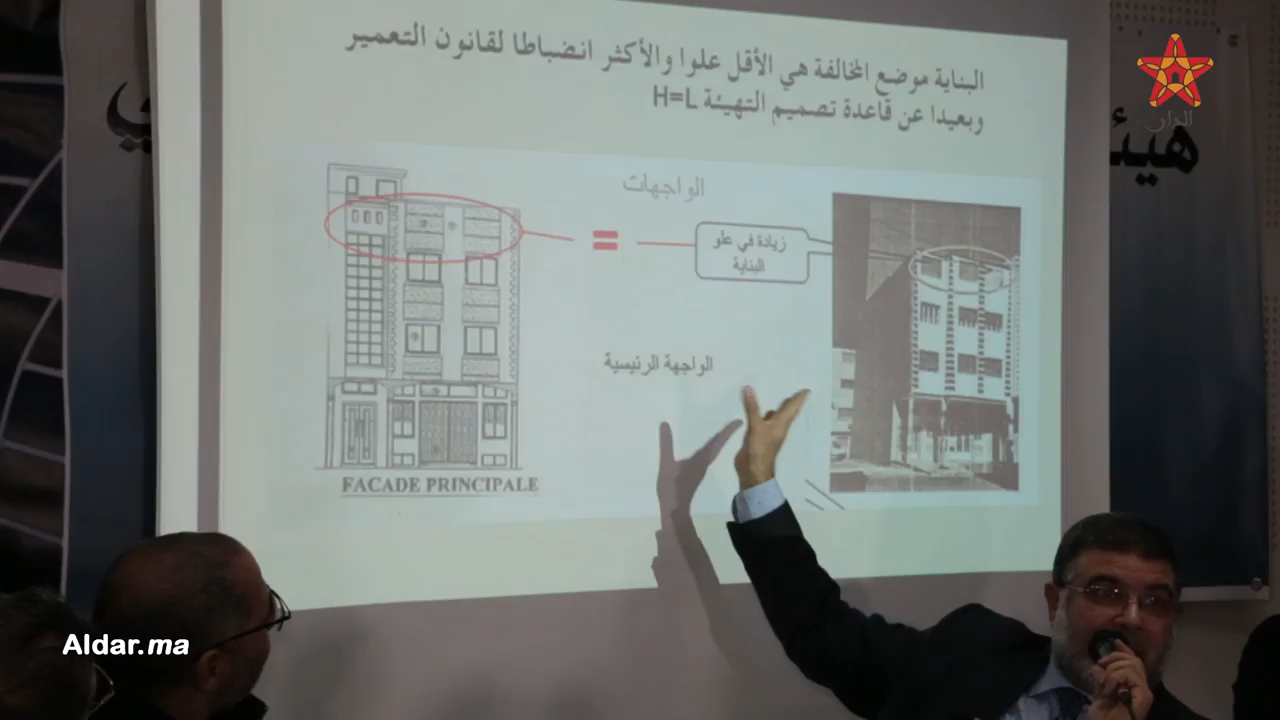 البناية موضع المخالفة هي الأقل علوا والأكثر انضباطا لقانون التعمير
وبعيدا عن قاعدة تصميم التهيئة H=L
الدار
الواجهات
زيادة في علو
البناية
الواجهة الرئيسية
FACADE PRINCIPALE
Aldar.ma